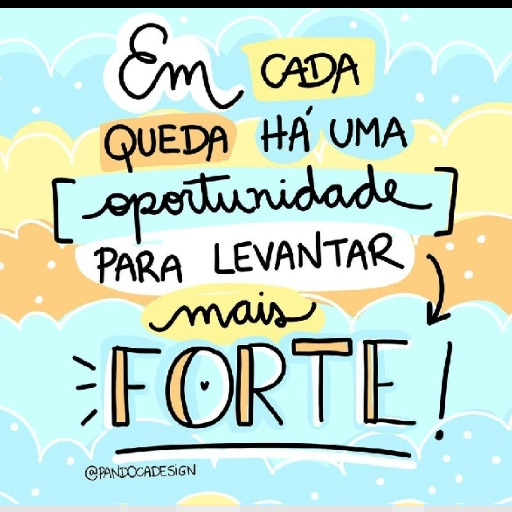 Em CADA
QUEDA HÁ UMA
[oportunidade]
PARA LEVANTAR
mais
FORTE!
@PANDOCADESIGN